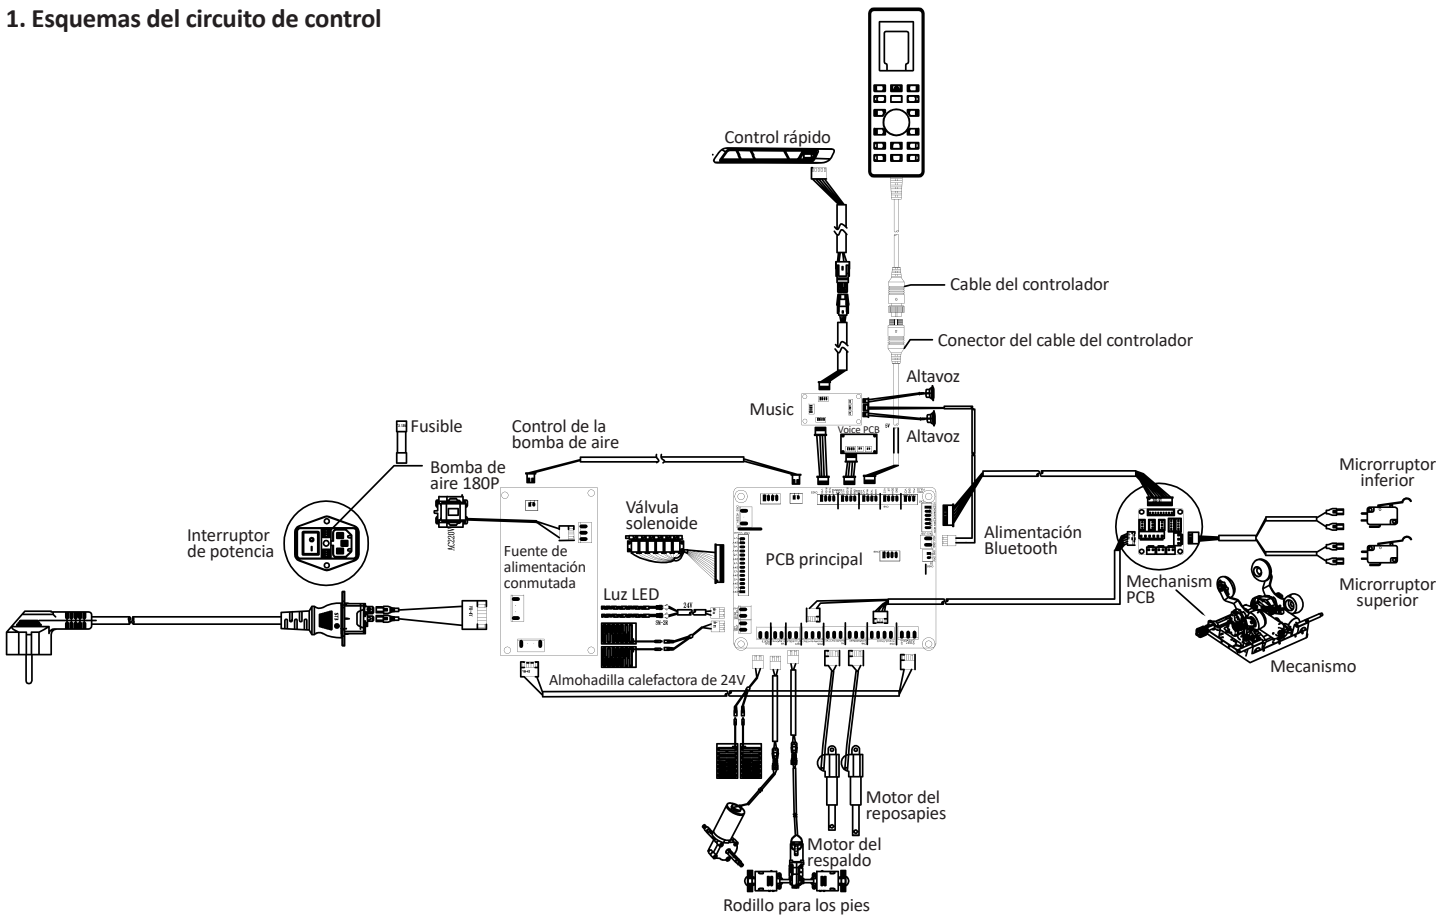 1. Esquemas del circuito de control
Control rápido
Cable del controlador
Conector del cable del controlador
Altavoz
Music
Altavoz
5V
Voice PCB
Fusible
Control de la
bomba de aire
Bomba de
aire 180P
AC220V
Interruptor
de potencia
Válvula
solenoide
Fuente de
alimentación
conmutada
PCB principal
Alimentación
Bluetooth
Microrruptor
inferior
Mechanism
PCB
Microrruptor
superior
Luz LED
24V
Mecanismo
Almohadilla calefactora de 24V
Motor del
reposapies
Motor del
respaldo
Rodillo para los pies